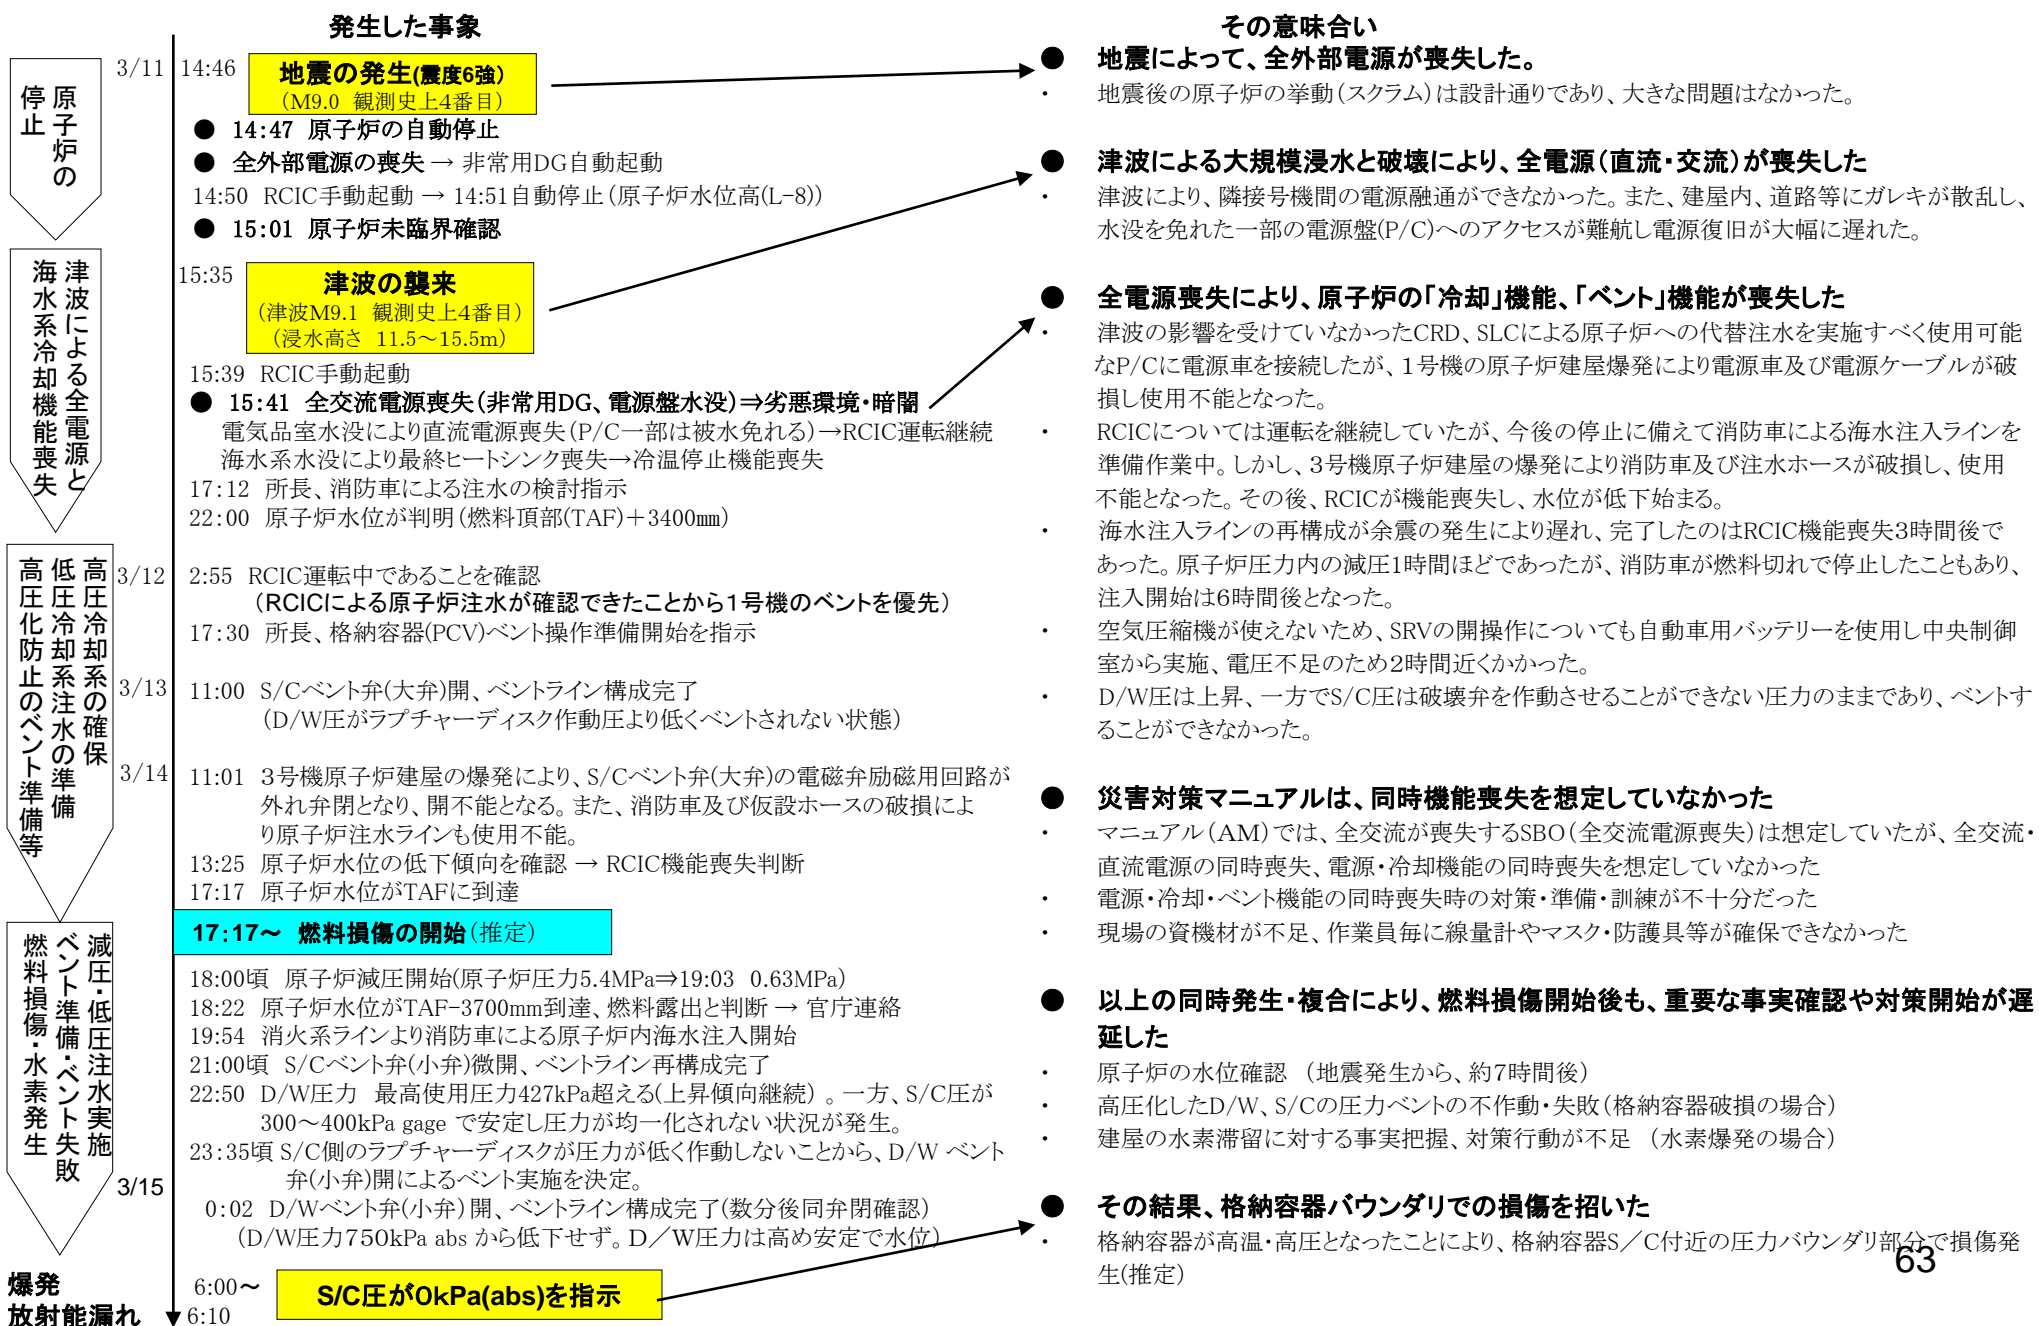 発生した事象
3/11 14:46
地震の発生(震度6強)
(M9.0 観測史上4番目)
● 14:47 原子炉の自動停止
● 全外部電源の喪失 → 非常用DG自動起動
14:50 RCIC手動起動 → 14:51自動停止(原子炉水位高(L-8))
● 15:01 原子炉未臨界確認
15:35
津波の襲来
(津波M9.1 観測史上4番目)
(浸水高さ 11.5~15.5m)
15:39 RCIC手動起動
● 15:41 全交流電源喪失(非常用DG、電源盤水没)⇒劣悪環境・暗闇
電気品室水没により直流電源喪失(P/C一部は被水免れる)→RCIC運転継続
海水系水没により最終ヒートシンク喪失→冷温停止機能喪失
17:12 所長、消防車による注水の検討指示
22:00 原子炉水位が判明(燃料頂部(TAF)+3400㎜)
3/12 2:55 RCIC運転中であることを確認
(RCICによる原子炉注水が確認できたことから1号機のベントを優先)
17:30 所長、格納容器(PCV)ベント操作準備開始を指示
3/13 11:00 S/Cベント弁(大弁)開、ベントライン構成完了
(D/W圧がラプチャーディスク作動圧より低くベントされない状態)
3/14 11:01 3号機原子炉建屋の爆発により、S/Cベント弁(大弁)の電磁弁励磁用回路が
外れ弁閉となり、開不能となる。また、消防車及び仮設ホースの破損によ
り原子炉注水ラインも使用不能。
13:25 原子炉水位の低下傾向を確認 → RCIC機能喪失判断
17:17 原子炉水位がTAFに到達
17:17~ 燃料損傷の開始(推定)
18:00頃 原子炉減圧開始(原子炉圧力5.4MPa⇒19:03 0.63MPa)
18:22 原子炉水位がTAF-3700mm到達、燃料露出と判断 → 官庁連絡
19:54 消火系ラインより消防車による原子炉内海水注入開始
21:00頃 S/Cベント弁(小弁)微開、ベントライン再構成完了
22:50 D/W圧力 最高使用圧力427kPa超える(上昇傾向継続) 。一方、S/C圧が
300~400kPa gage で安定し圧力が均一化されない状況が発生。
23:35頃 S/C側のラプチャーディスクが圧力が低く作動しないことから、D/W ベント
弁(小弁)開によるベント実施を決定。
3/15
0:02 D/Wベント弁(小弁)開、ベントライン構成完了(数分後同弁閉確認)
(D/W圧力750kPa abs から低下せず。D/W圧力は高め安定で水位)
6:00~
6:10
S/C圧が0kPa(abs)を指示
原子炉の
停止
津波による全電源と
海水系冷却機能喪失
高圧冷却系の確保
低圧冷却系注水の準備
高圧化防止のベント準備等
減圧・低圧注水実施
ベント準備・ベント失敗
燃料損傷・水素発生
爆発
放射能漏れ
その意味合い
● 地震によって、全外部電源が喪失した。
・ 地震後の原子炉の挙動(スクラム)は設計通りであり、大きな問題はなかった。
● 津波による大規模浸水と破壊により、全電源(直流・交流)が喪失した
・ 津波により、隣接号機間の電源融通ができなかった。また、建屋内、道路等にガレキが散乱し、
水没を免れた一部の電源盤(P/C)へのアクセスが難航し電源復旧が大幅に遅れた。
● 全電源喪失により、原子炉の「冷却」機能、「ベント」機能が喪失した
・ 津波の影響を受けていなかったCRD、SLCによる原子炉への代替注水を実施すべく使用可能
なP/Cに電源車を接続したが、1号機の原子炉建屋爆発により電源車及び電源ケーブルが破
損し使用不能となった。
・ RCICについては運転を継続していたが、今後の停止に備えて消防車による海水注入ラインを
準備作業中。しかし、3号機原子炉建屋の爆発により消防車及び注水ホースが破損し、使用
不能となった。その後、RCICが機能喪失し、水位が低下始まる。
・ 海水注入ラインの再構成が余震の発生により遅れ、完了したのはRCIC機能喪失3時間後で
あった。原子炉圧力内の減圧1時間ほどであったが、消防車が燃料切れで停止したこともあり、
注入開始は6時間後となった。
・ 空気圧縮機が使えないため、SRVの開操作についても自動車用バッテリーを使用し中央制御
室から実施、電圧不足のため2時間近くかかった。
・ D/W圧は上昇、一方でS/C圧は破壊弁を作動させることができない圧力のままであり、ベントす
ることができなかった。
● 災害対策マニュアルは、同時機能喪失を想定していなかった
・ マニュアル(AM)では、全交流が喪失するSBO(全交流電源喪失)は想定していたが、全交流・
直流電源の同時喪失、電源・冷却機能の同時喪失を想定していなかった
・ 電源・冷却・ベント機能の同時喪失時の対策・準備・訓練が不十分だった
・ 現場の資機材が不足、作業員毎に線量計やマスク・防護具等が確保できなかった
● 以上の同時発生・複合により、燃料損傷開始後も、重要な事実確認や対策開始が遅
延した
・ 原子炉の水位確認 (地震発生から、約7時間後)
・ 高圧化したD/W、S/Cの圧力ベントの不作動・失敗(格納容器破損の場合)
・ 建屋の水素滞留に対する事実把握、対策行動が不足 (水素爆発の場合)
● その結果、格納容器バウンダリでの損傷を招いた
・ 格納容器が高温・高圧となったことにより、格納容器S/C付近の圧力バウンダリ部分で損傷発
生(推定)
63